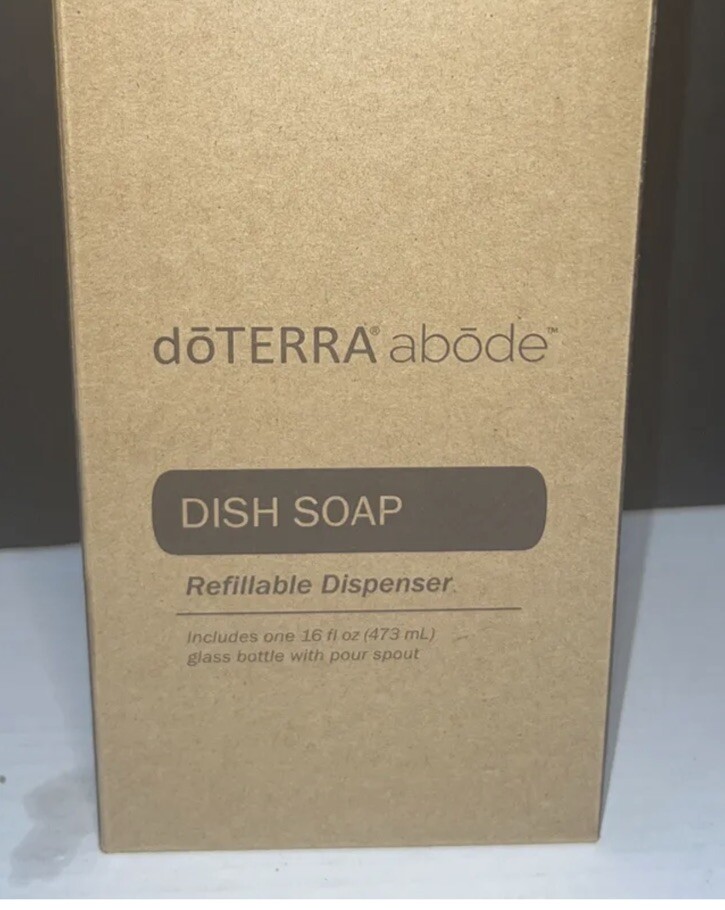 dōTERRA® abōde™
DISH SOAP
Refillable Dispenser
Includes one 16 fl oz (473 mL)
glass bottle with pour spout